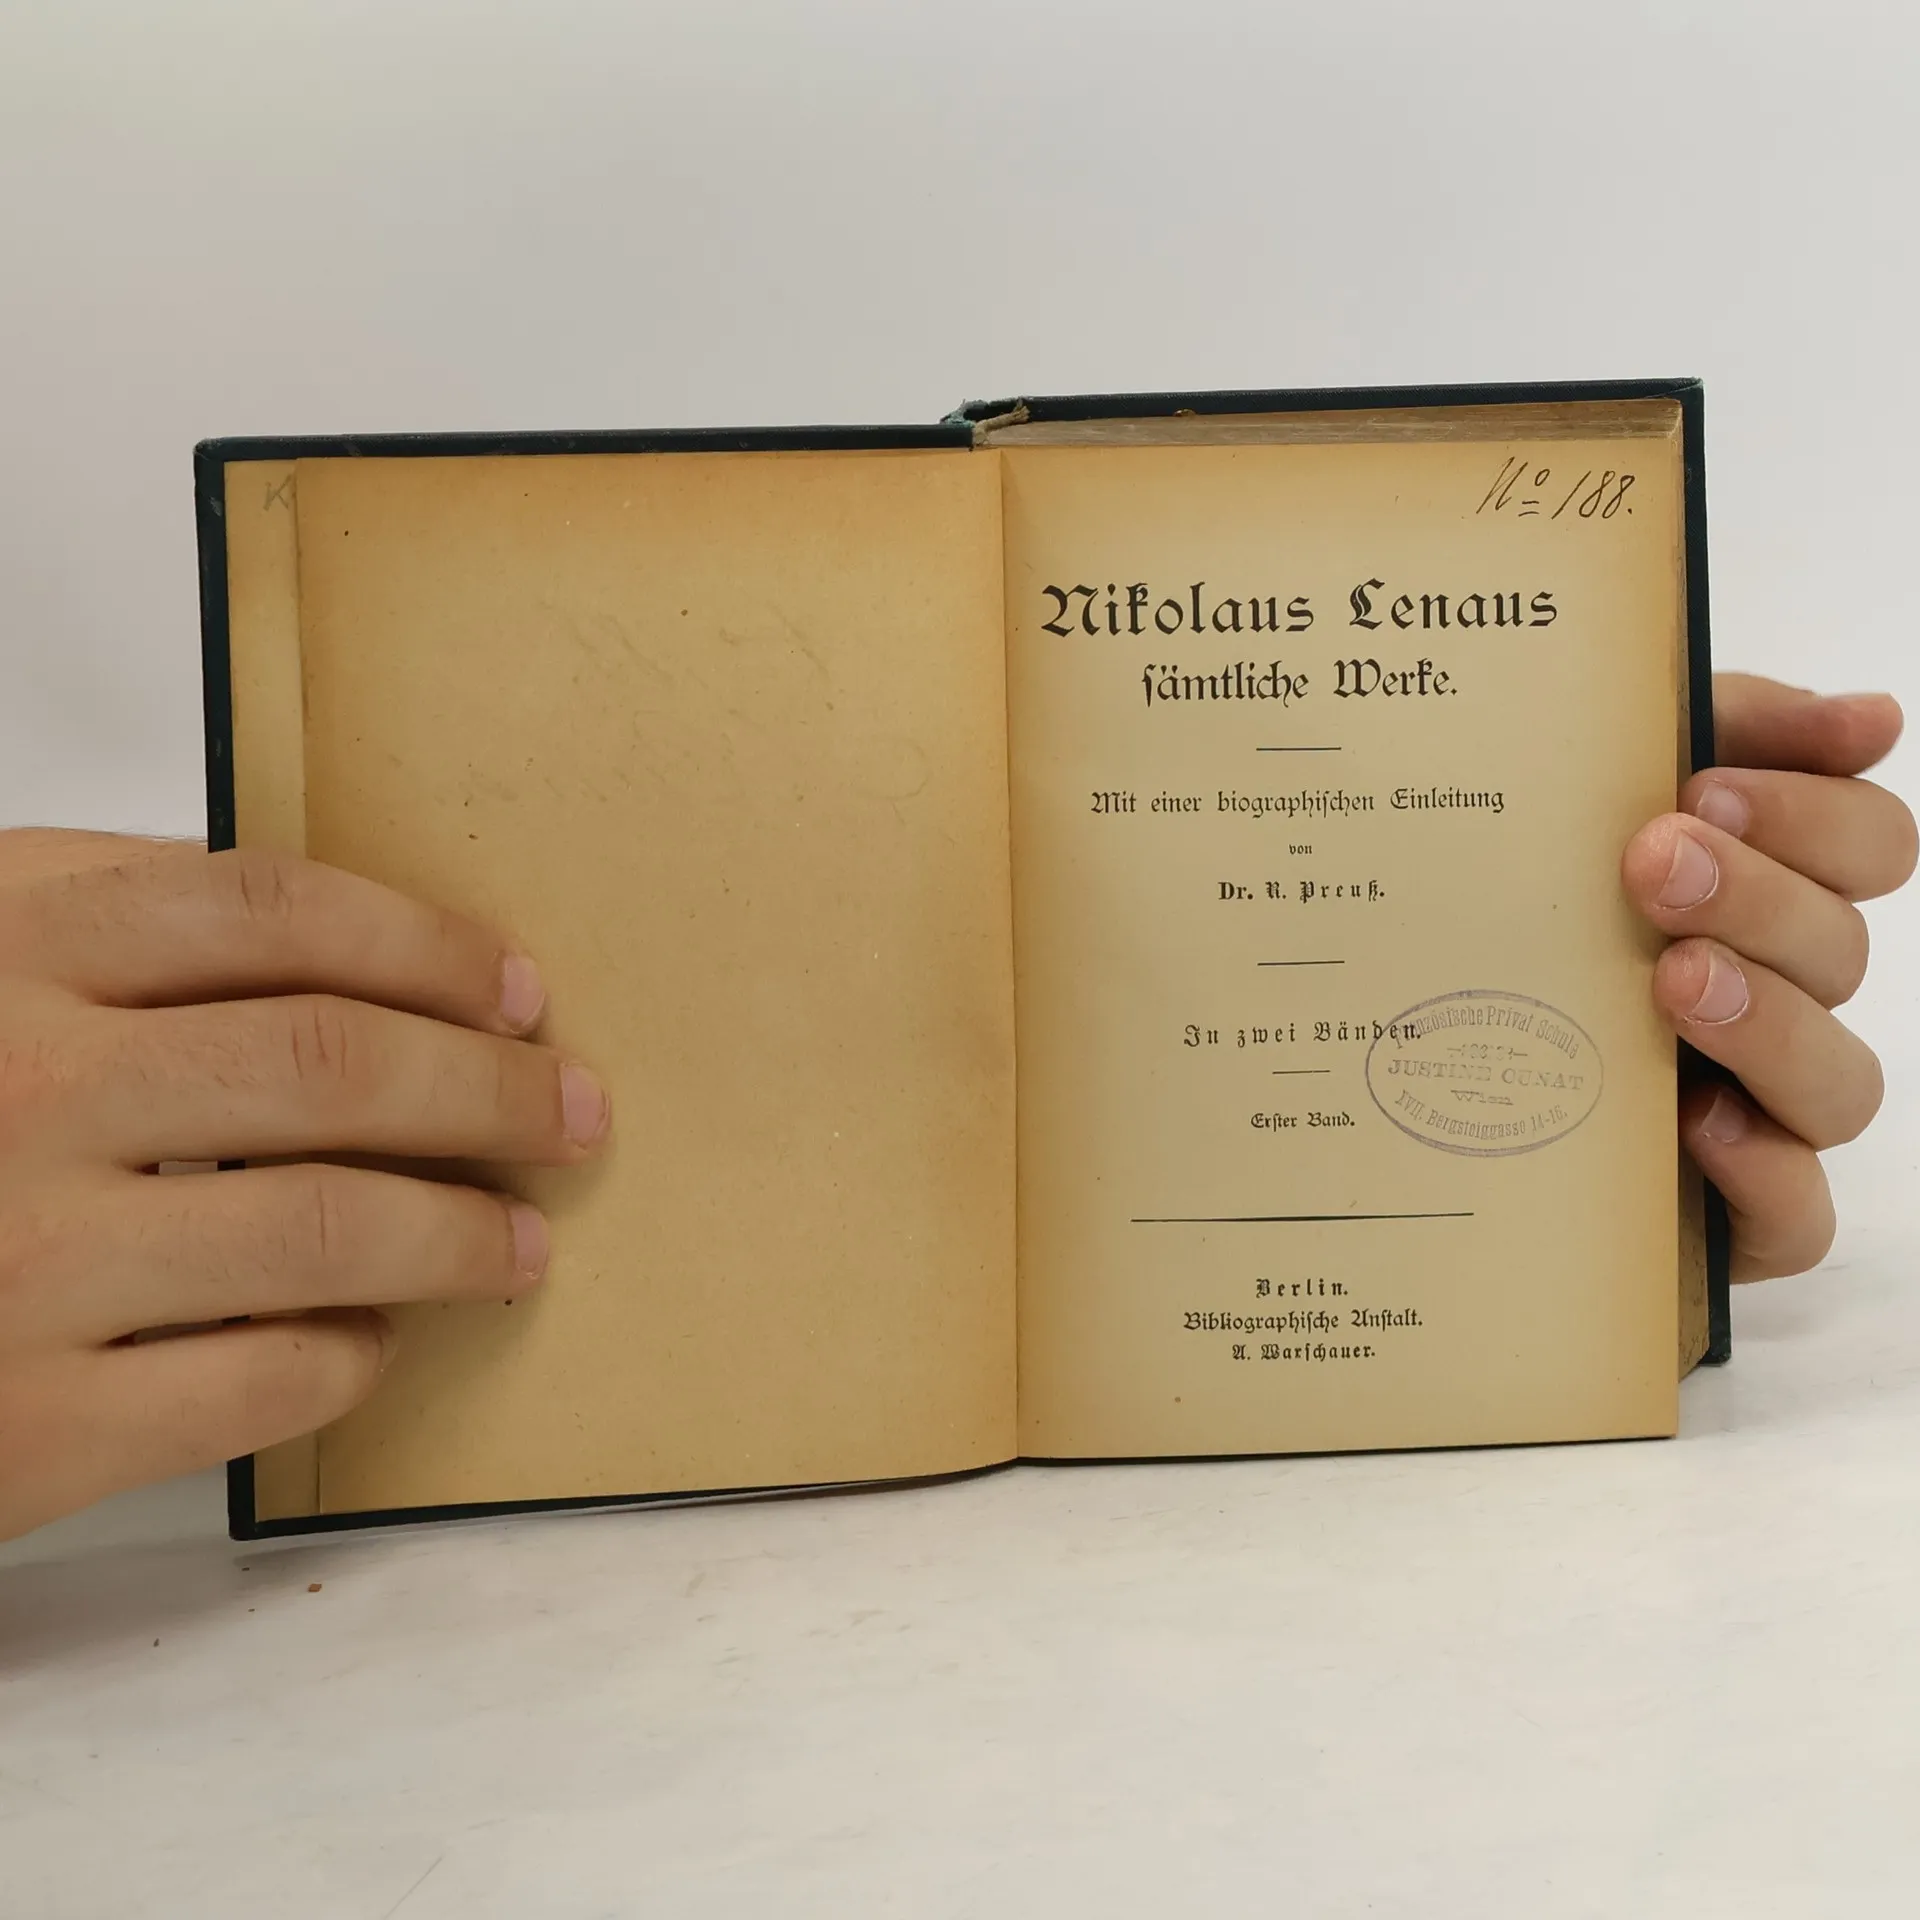 K
Nº 188.
Nikolaus Lenaus
sämtliche Werke.
Mit einer biographischen Einleitung
von
Dr. R. Preuß.
In zwei Bänden.
Französische Privat Schule
JUSTINE CUNAT
Wien
XVII. Bergsteiggasse 14-16.
Erster Band.
Berlin.
Bibliographische Anstalt.
A. Warschauer.